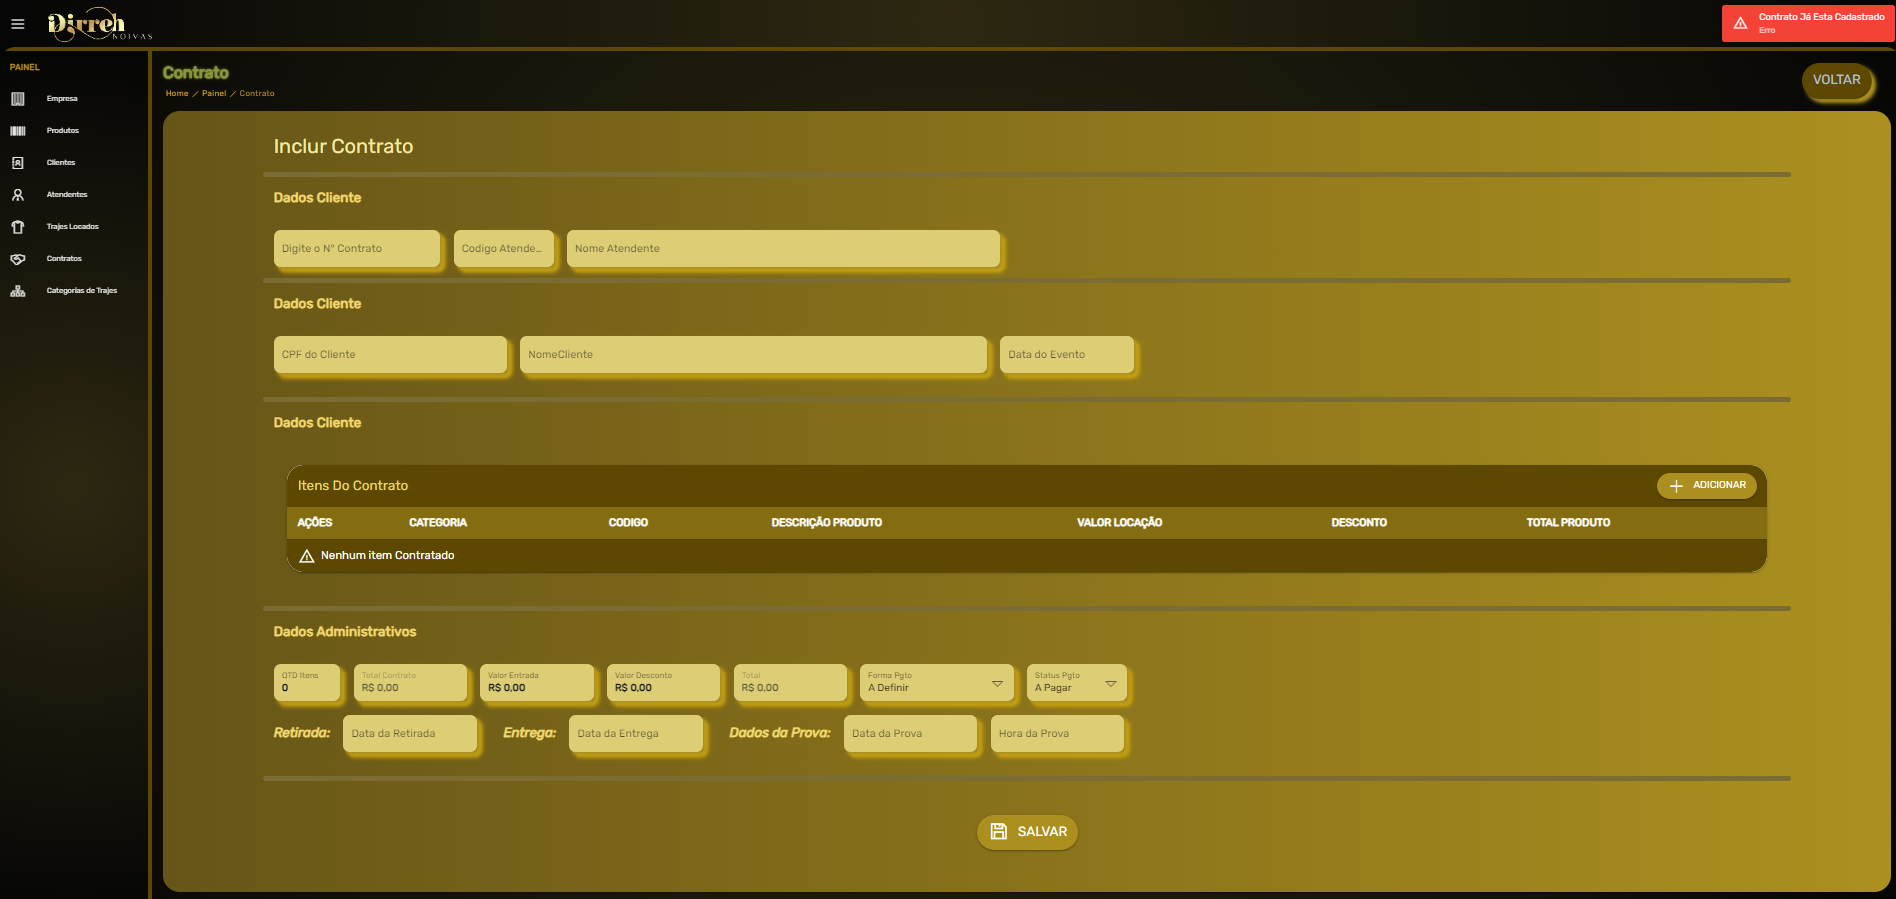 Dirreh
NOIVAS
Contrato Já Esta Cadastrado
Erro
PAINEL
Empresa
Produtos
Clientes
Atendentes
Trajes Locados
Contratos
Categorias de Trajes
Contrato
Home / Painel / Contrato
VOLTAR
Inclur Contrato
Dados Cliente
Digite o N° Contrato
Codigo Atende...
Nome Atendente
Dados Cliente
CPF do Cliente
NomeCliente
Data do Evento
Dados Cliente
Itens Do Contrato
ADICIONAR
AÇÕES CATEGORIA CODIGO DESCRIÇÃO PRODUTO VALOR LOCAÇÃO DESCONTO TOTAL PRODUTO
Nenhum item Contratado
Dados Administrativos
QTD Itens
0
Total Contrato
R$ 0,00
Valor Entrada
R$ 0,00
Valor Desconto
R$ 0,00
Total
R$ 0,00
Forma Pgto
A Definir
Status Pgto
A Pagar
Retirada: Data da Retirada
Entrega: Data da Entrega
Dados da Prova: Data da Prova
Hora da Prova
SALVAR